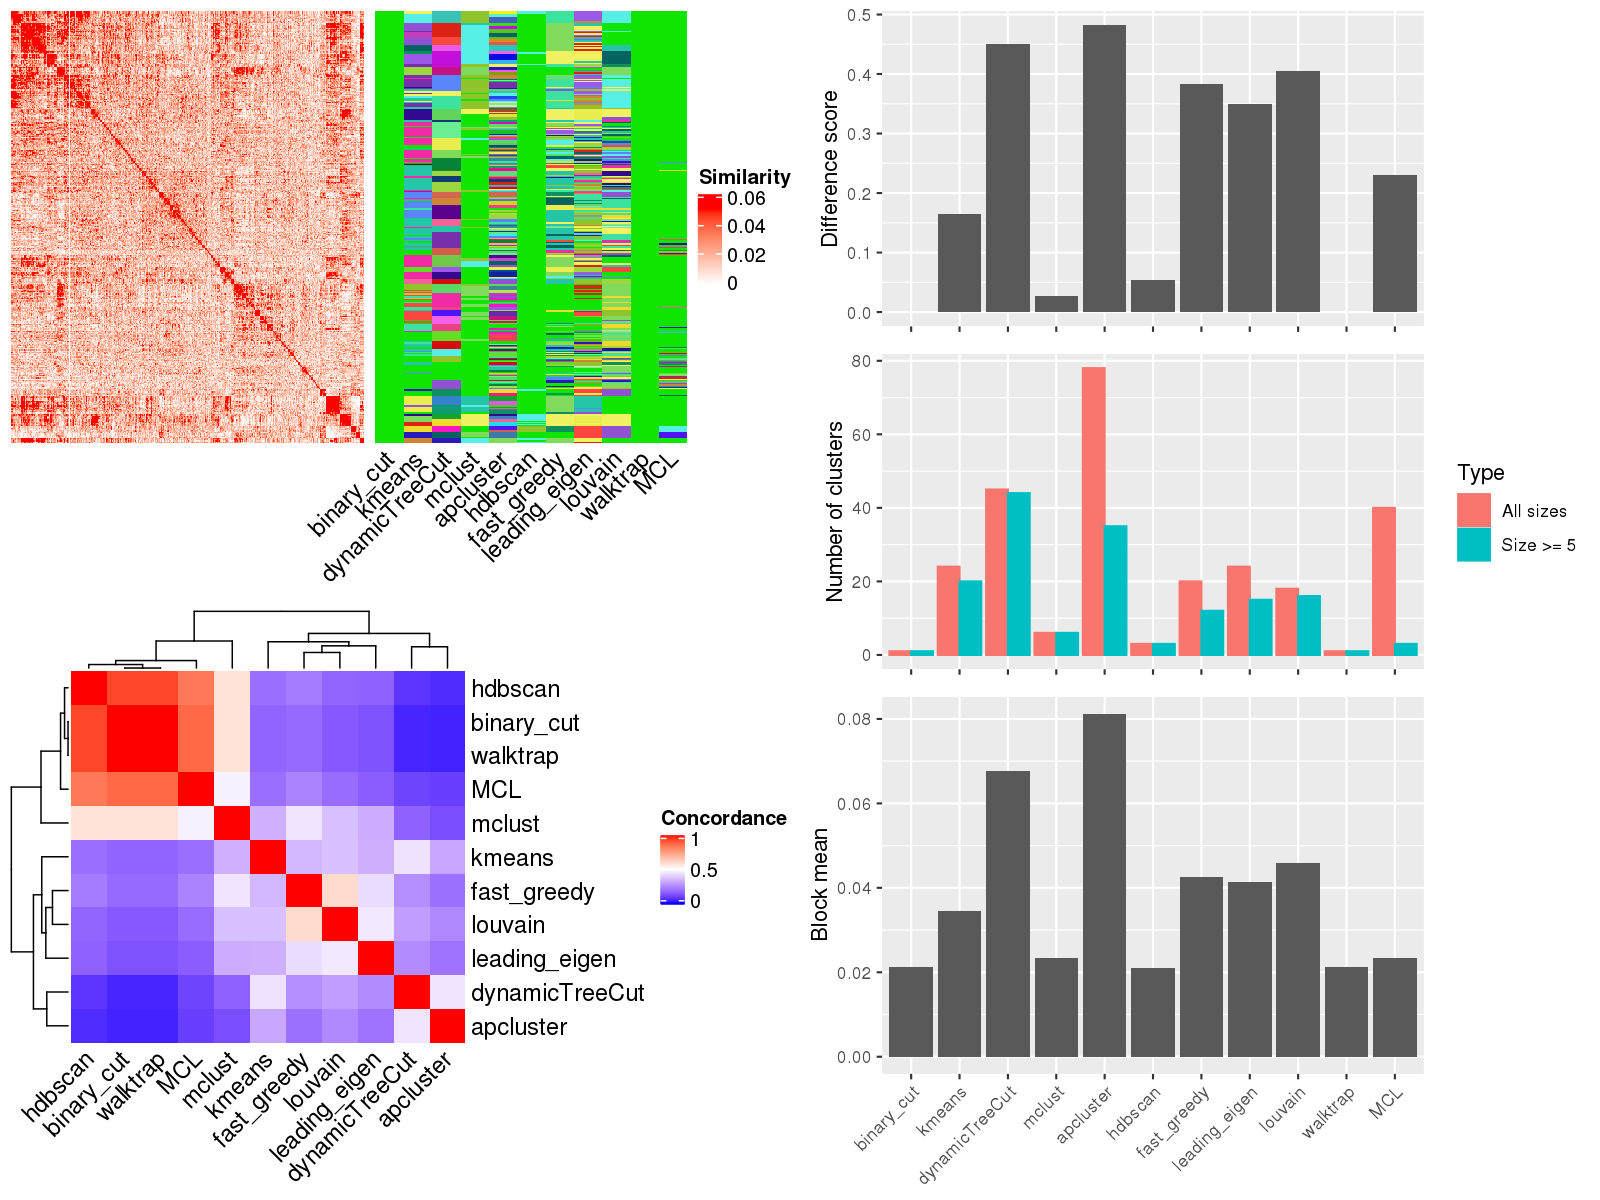 Similarity
0.06
0.04
0.02
0
binary_cut
kmeans
dynamicTreeCut
mclust
apcluster
hdbscan
fast_greedy
leading_eigen
louvain
walktrap
MCL
hdbscan
binary_cut
walktrap
MCL
mclust
kmeans
fast_greedy
louvain
leading_eigen
dynamicTreeCut
apcluster
hdbscan
binary_cut
walktrap
MCL
mclust
kmeans
fast_greedy
louvain
leading_eigen
dynamicTreeCut
apcluster
Concordance
1
0.5
0
Difference score
0.5
0.4
0.3
0.2
0.1
0.0
Number of clusters
80
60
40
20
0
Type
All sizes
Size >= 5
Block mean
0.08
0.06
0.04
0.02
0.00
binary_cut
kmeans
dynamicTreeCut
mclust
apcluster
hdbscan
fast_greedy
leading_eigen
louvain
walktrap
MCL